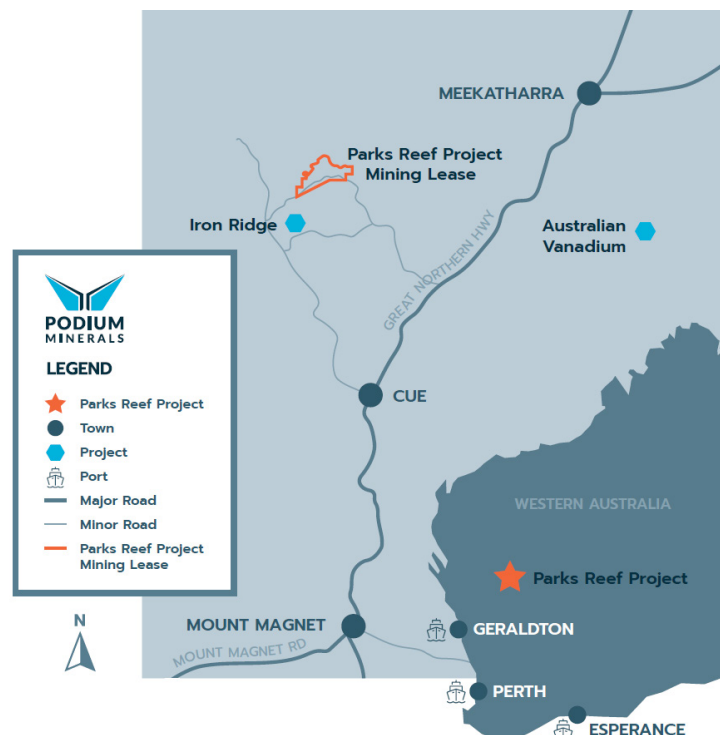 MEEKATHARRA
Parks Reef Project
Mining Lease
Iron Ridge
Australian
Vanadium
GREAT NORTHERN HWY
PODIUM
MINERALS
LEGEND
Parks Reef Project
Town
Project
Port
Major Road
Minor Road
Parks Reef Project
Mining Lease
CUE
WESTERN AUSTRALIA
Parks Reef Project
N
MOUNT MAGNET
MOUNT MAGNET RD
GERALDTON
PERTH
ESPERANCE